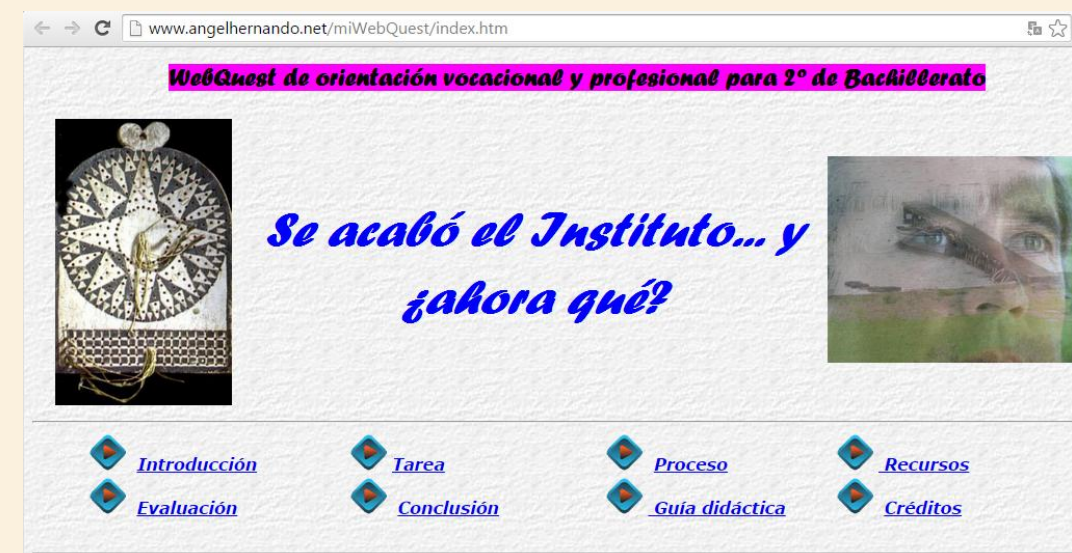 www.angelhernando.net/miWebQuest/index.htm
WebQuest de orientación vocacional y profesional para 2º de Bachillerato
Se acabó el Instituto... y
¿ahora qué?
Introducción Tarea Proceso Recursos
Evaluación Conclusión Guía didáctica Créditos